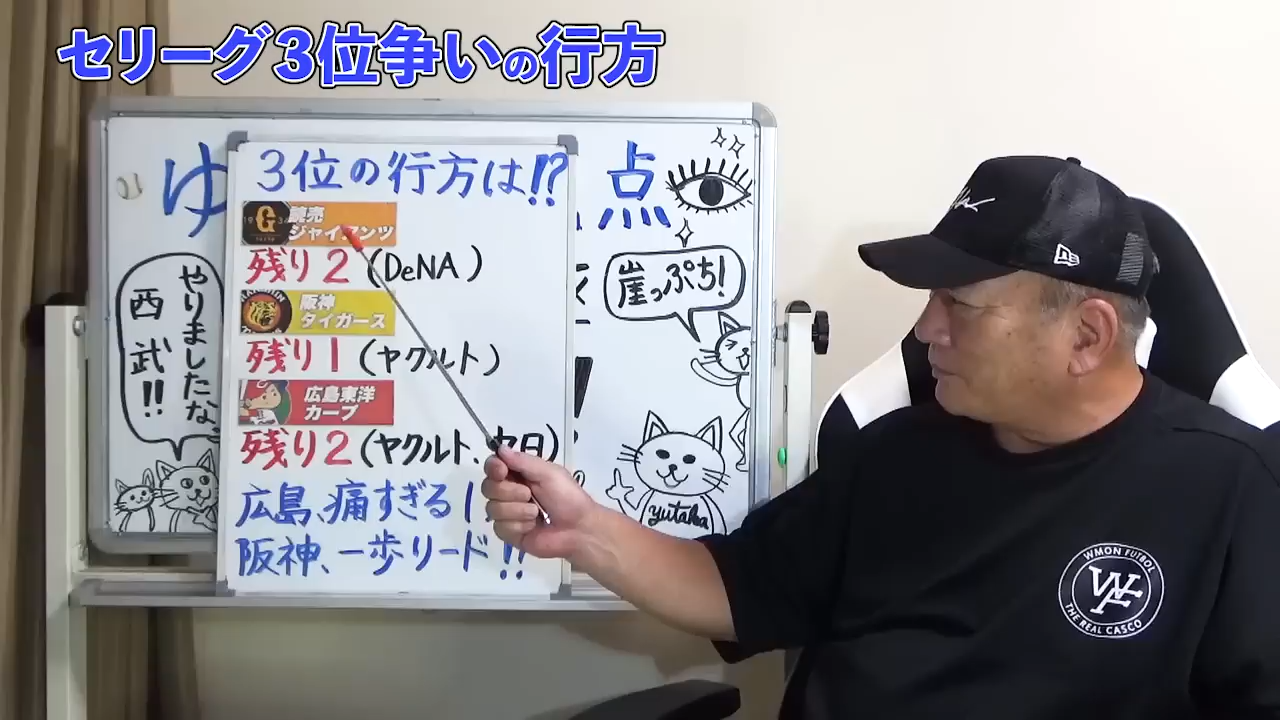 セリーグ3位争いの行方
ゆ
点
3位の行方は!?
G
読売
ジャイアンツ
残り2(DeNA)
阪神
タイガース
残り1(ヤクルト)
広島東洋
カープ
残り2(ヤクルト、中日)
広島、痛すぎる1
阪神、一歩リード!!
やりましたな
西武!!
崖っぷち!
yutaka
WMON FUTBOL
WF
THE REAL CASCO